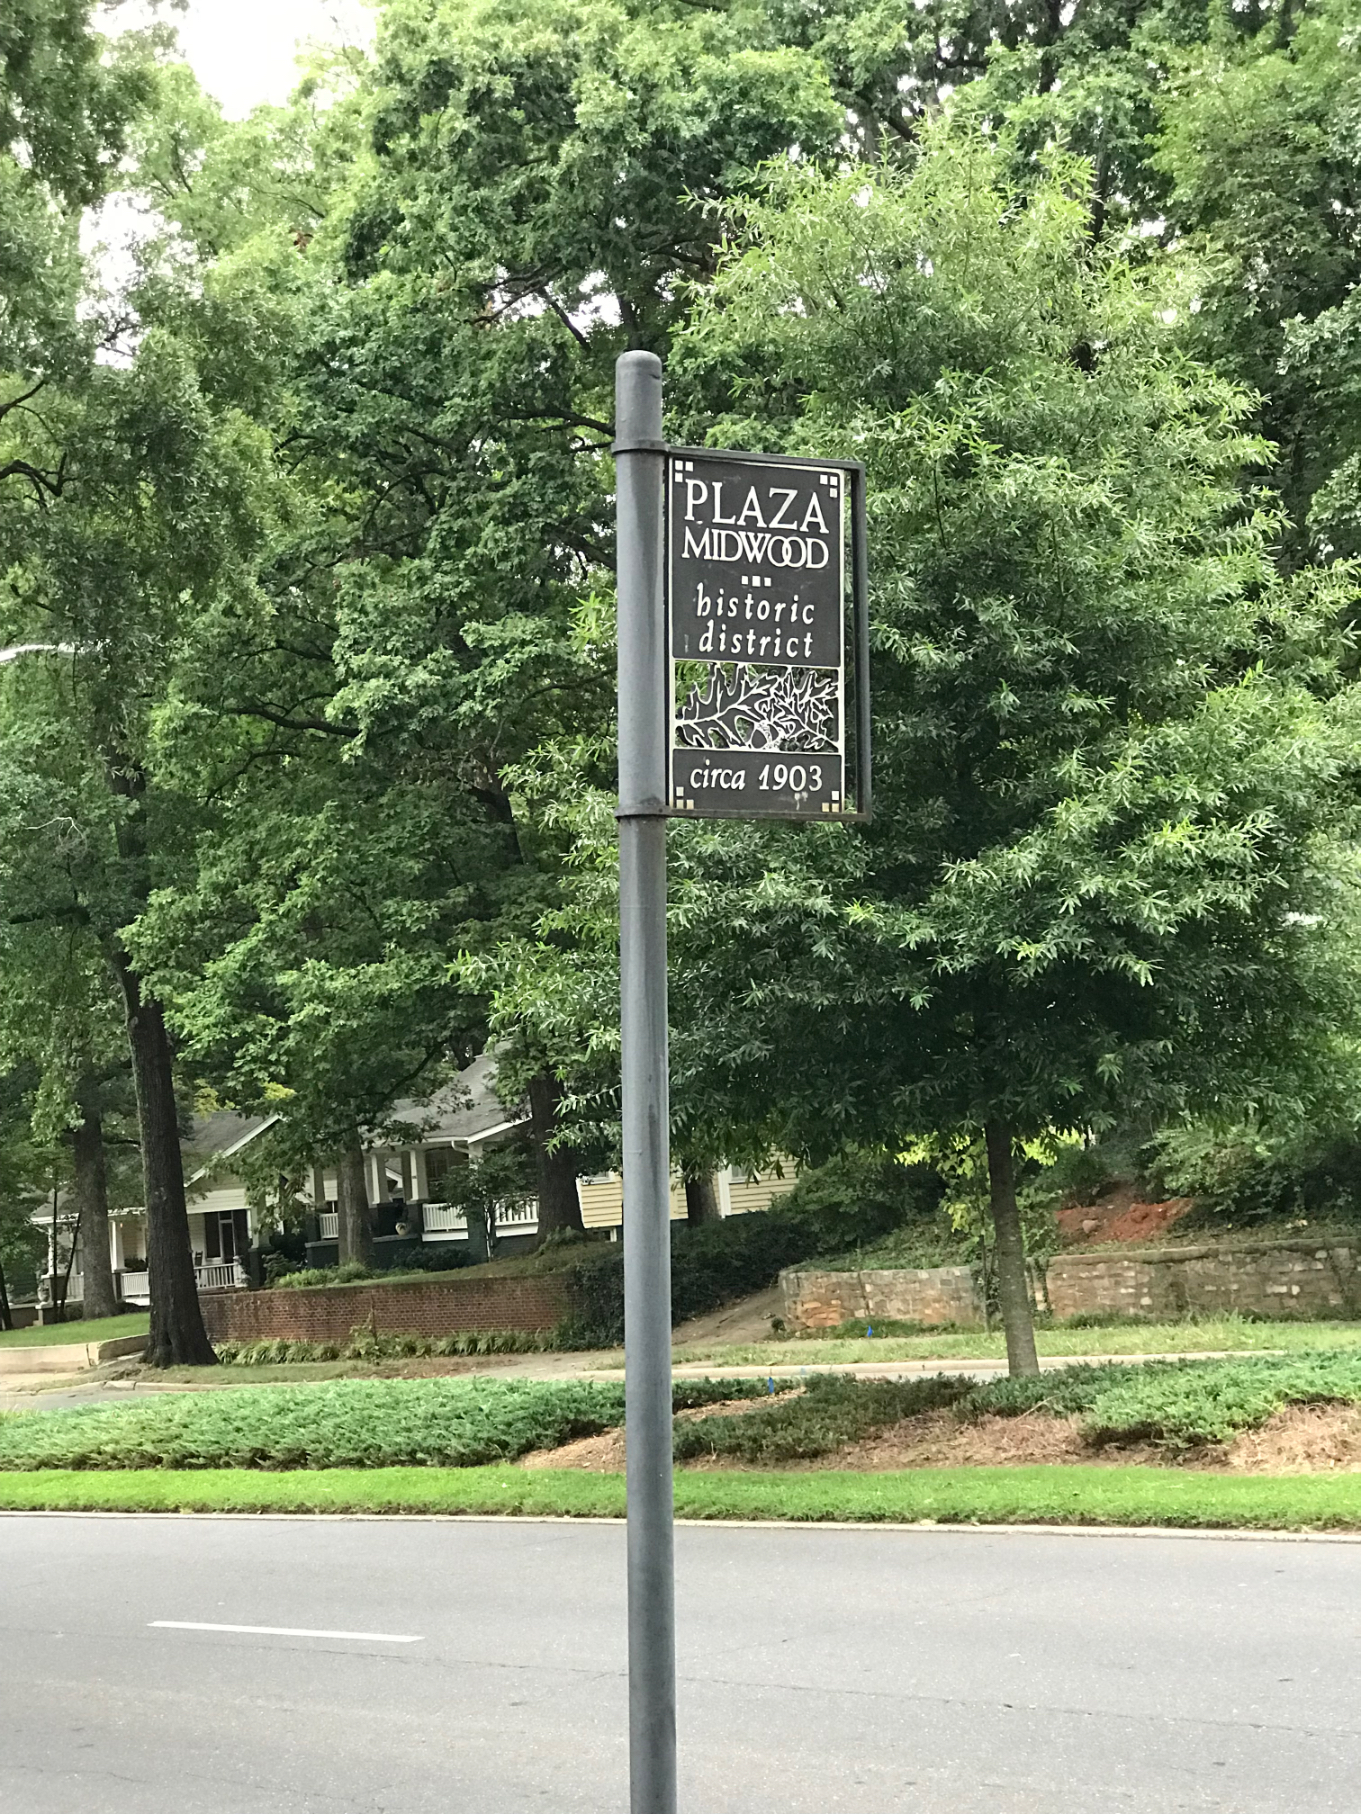 PLAZA
MIDWOOD
historic
district
circa 1903